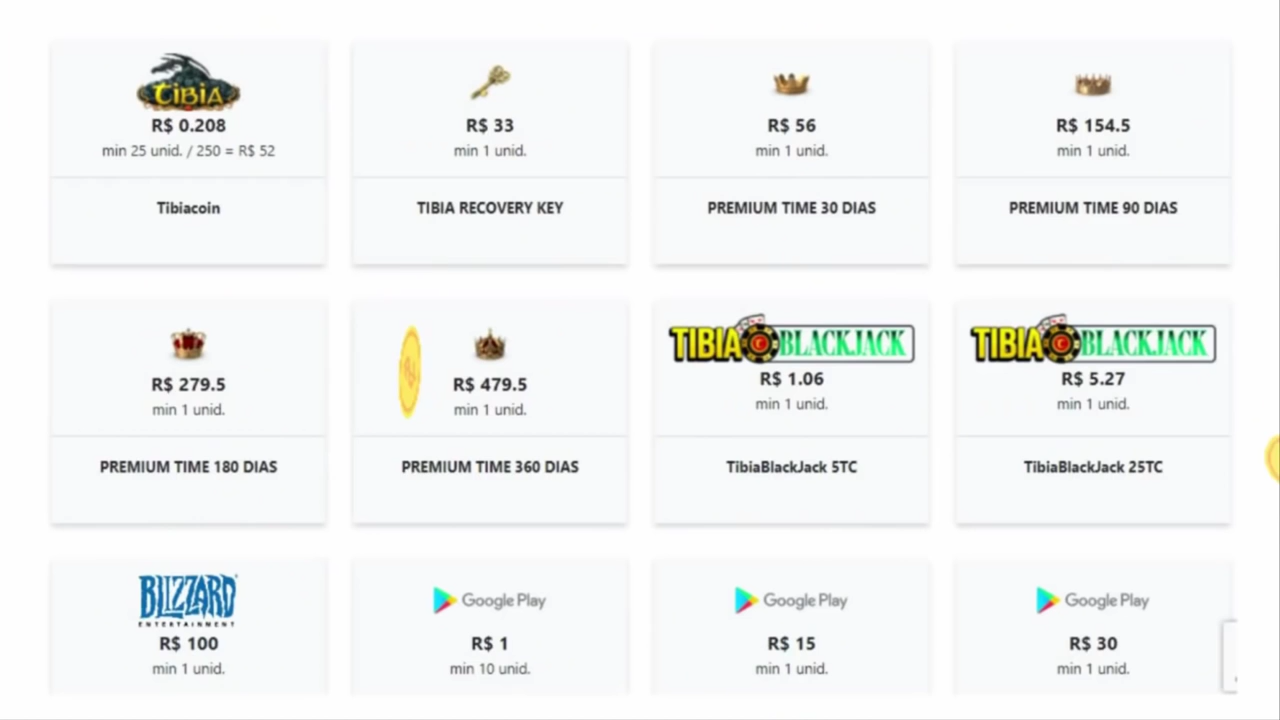 TIBIA
R$ 0.208
min 25 unid. / 250 = R$ 52
Tibiacoin
R$ 33
min 1 unid.
TIBIA RECOVERY KEY
R$ 56
min 1 unid.
PREMIUM TIME 30 DIAS
R$ 154.5
min 1 unid.
PREMIUM TIME 90 DIAS
R$ 279.5
min 1 unid.
PREMIUM TIME 180 DIAS
R$ 479.5
min 1 unid.
PREMIUM TIME 360 DIAS
TIBIA BLACKJACK
R$ 1.06
min 1 unid.
TibiaBlackJack 5TC
TIBIA BLACKJACK
R$ 5.27
min 1 unid.
TibiaBlackJack 25TC
BLIZZARD
ENTERTAINMENT
R$ 100
min 1 unid.
Google Play
R$ 1
min 10 unid.
Google Play
R$ 15
min 1 unid.
Google Play
R$ 30
min 1 unid.